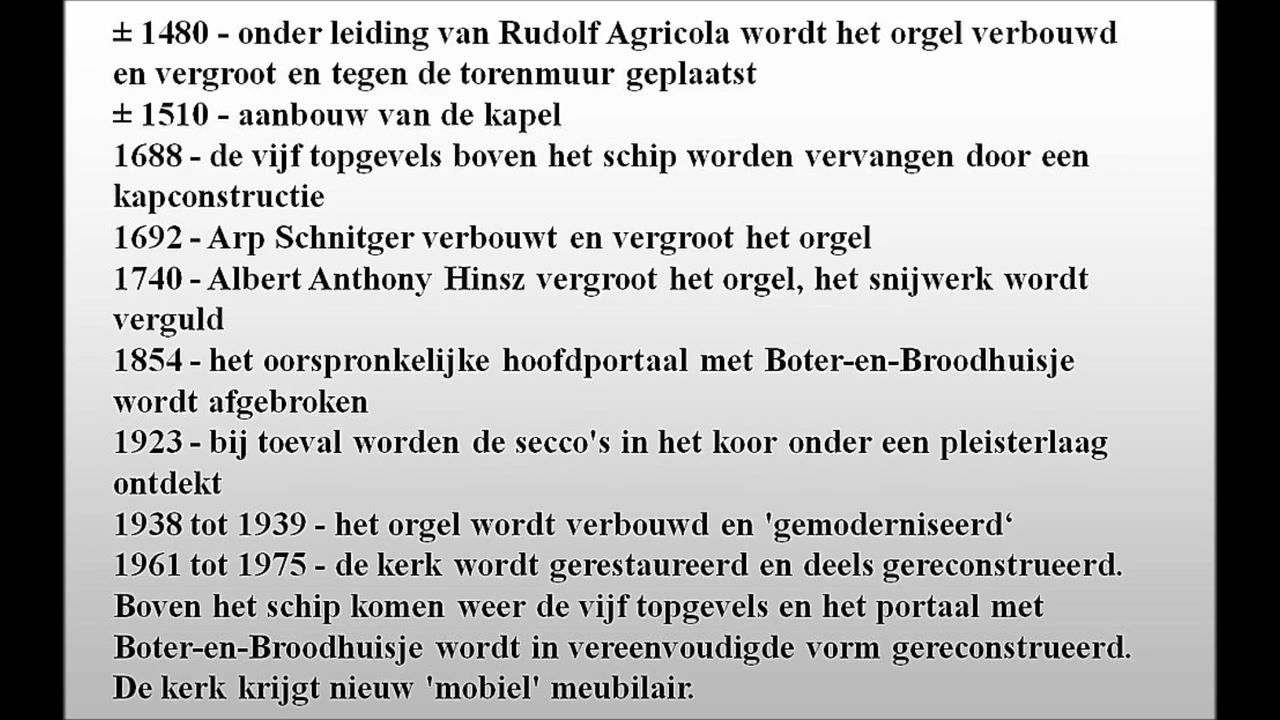 ± 1480 - onder leiding van Rudolf Agricola wordt het orgel verbouwd
en vergroot en tegen de torenmuur geplaatst
± 1510 - aanbouw van de kapel
1688 - de vijf topgevels boven het schip worden vervangen door een
kapconstructie
1692 - Arp Schnitger verbouwt en vergroot het orgel
1740 - Albert Anthony Hinsz vergroot het orgel, het snijwerk wordt
verguld
1854 - het oorspronkelijke hoofdportaal met Boter-en-Broodhuisje
wordt afgebroken
1923 - bij toeval worden de secco's in het koor onder een pleisterlaag
ontdekt
1938 tot 1939 - het orgel wordt verbouwd en 'gemoderniseerd‘
1961 tot 1975 - de kerk wordt gerestaureerd en deels gereconstrueerd.
Boven het schip komen weer de vijf topgevels en het portaal met
Boter-en-Broodhuisje wordt in vereenvoudigde vorm gereconstrueerd.
De kerk krijgt nieuw 'mobiel' meubilair.